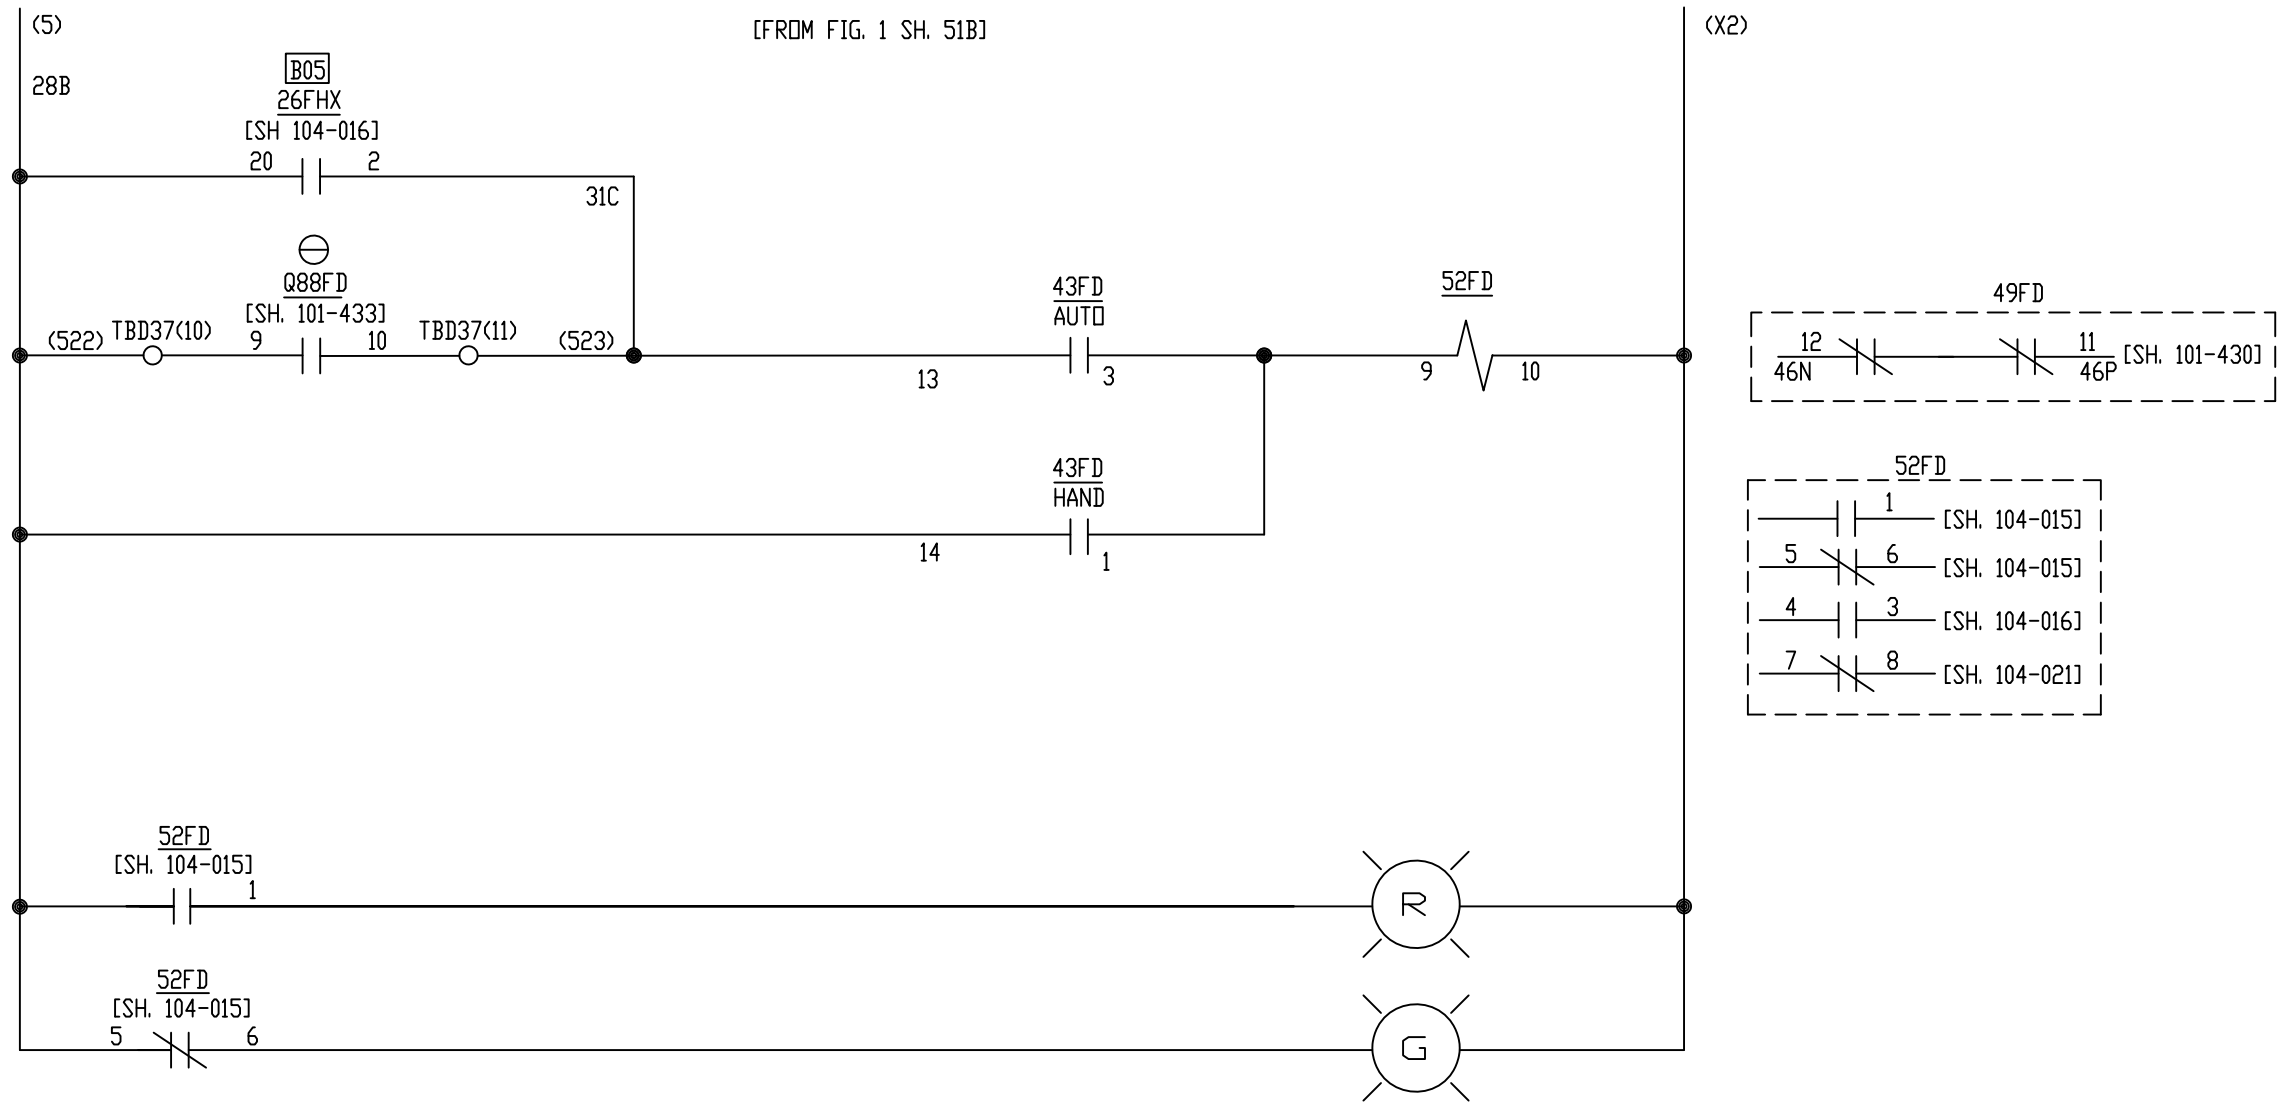 (5)
[FROM FIG. 1 SH. 51B]
(X2)
28B
B05
26FHX
[SH 104-016]
20
2
31C
Q88FD
[SH. 101-433]
(522)
TBD37(10)
9
10
TBD37(11)
(523)
13
43FD
AUTO
3
52FD
9
10
43FD
HAND
14
1
49FD
12
46N
11
46P
[SH. 101-430]
52FD
1
[SH. 104-015]
5
6
[SH. 104-015]
4
3
[SH. 104-016]
7
8
[SH. 104-021]
52FD
[SH. 104-015]
1
R
52FD
[SH. 104-015]
5
6
G